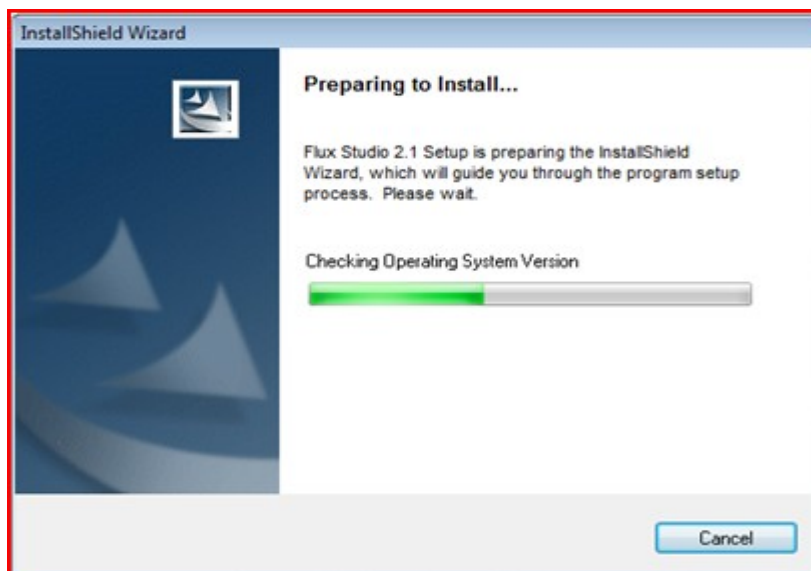 InstallShield Wizard
Preparing to Install...
Flux Studio 2.1 Setup is preparing the InstallShield
Wizard, which will guide you through the program setup
process. Please wait.
Checking Operating System Version
Cancel